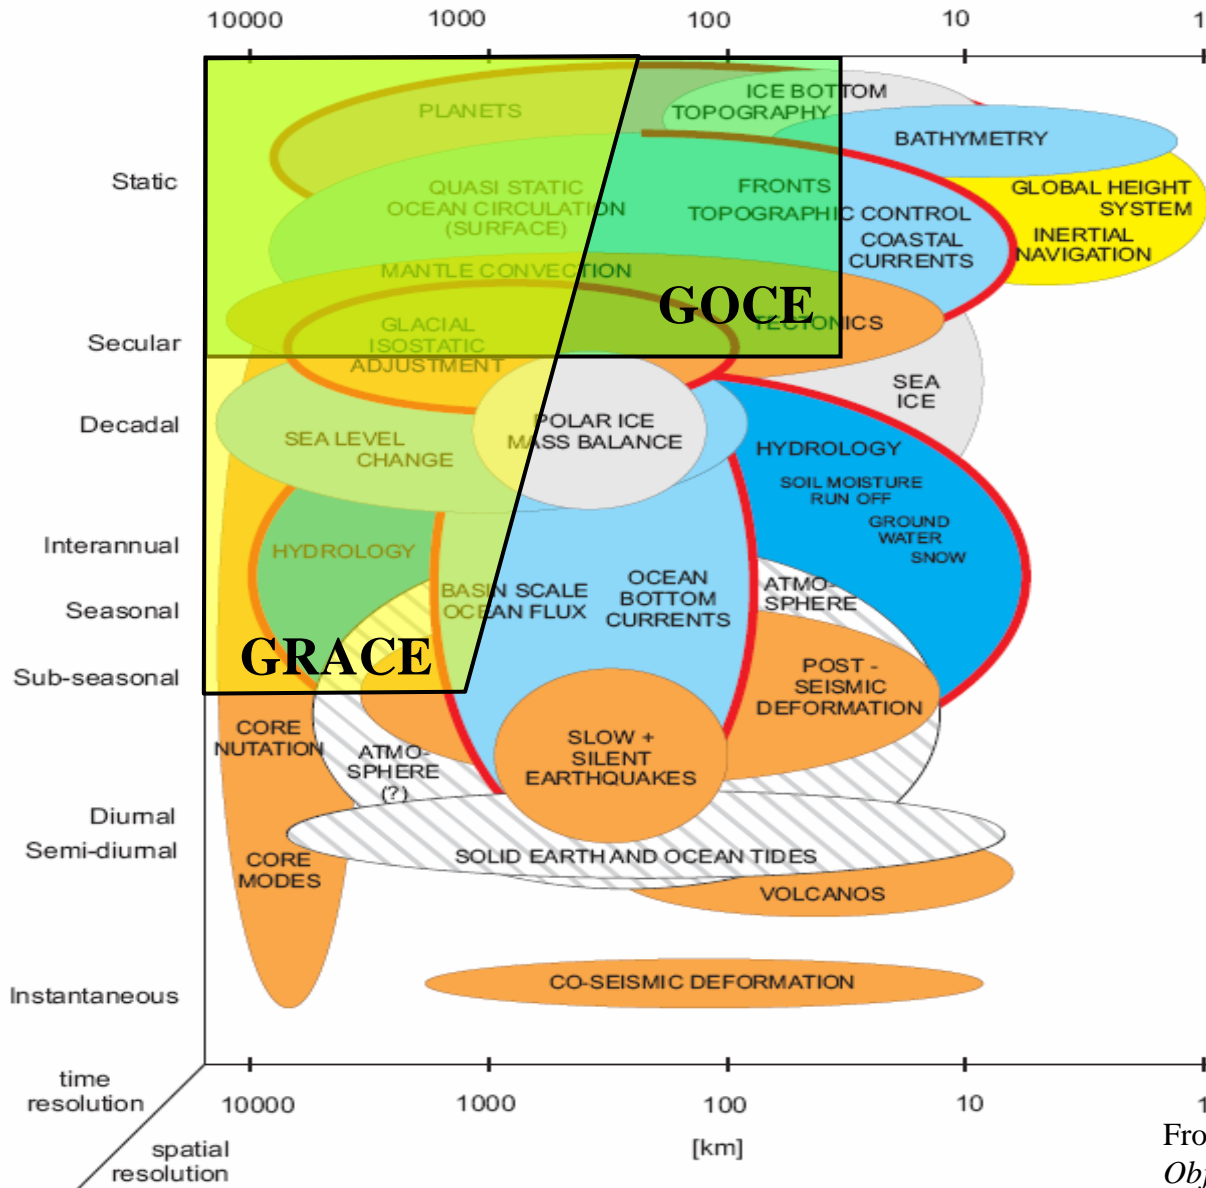 10000 1000 100 10 1
ICE BOTTOM
TOPOGRAPHY
PLANETS
BATHYMETRY
Static
QUASI STATIC
OCEAN CIRCULATION
(SURFACE)
FRONTS
TOPOGRAPHIC CONTROL
COASTAL
CURRENTS
GLOBAL HEIGHT
SYSTEM
INERTIAL
NAVIGATION
MANTLE CONVECTION
GOCE
TECTONICS
Secular
GLACIAL
ISOSTATIC
ADJUSTMENT
SEA
ICE
Decadal
POLAR ICE
MASS BALANCE
SEA LEVEL
CHANGE
HYDROLOGY
SOIL MOISTURE
RUN OFF
GROUND
WATER
SNOW
Interannual
HYDROLOGY
Seasonal
BASIN SCALE
OCEAN FLUX
OCEAN
BOTTOM
CURRENTS
ATMO-
SPHERE
GRACE
Sub-seasonal
POST -
SEISMIC
DEFORMATION
CORE
NUTATION
ATMO-
SPHERE
(?)
SLOW +
SILENT
EARTHQUAKES
Diurnal
Semi-diurnal
CORE
MODES
SOLID EARTH AND OCEAN TIDES
VOLCANOS
Instantaneous
CO-SEISMIC DEFORMATION
time
resolution
10000 1000 100 10 1
spatial
resolution
[km]
Fro
Obj